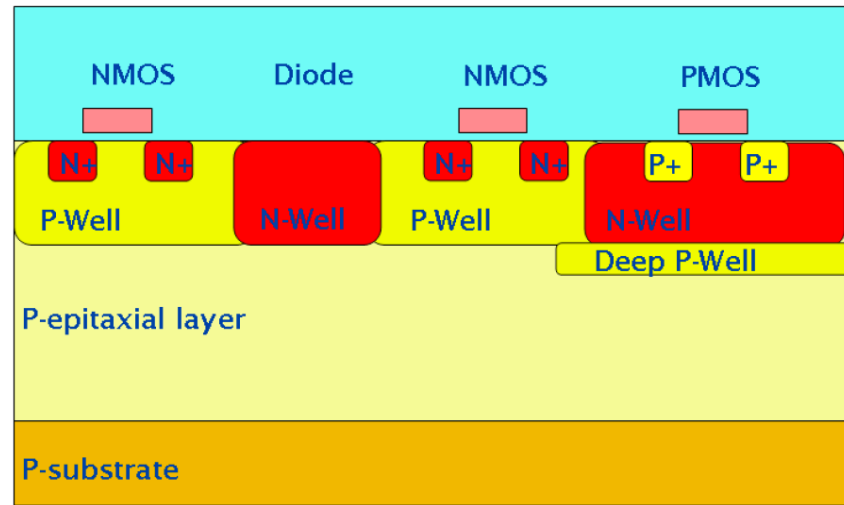 NMOS Diode NMOS PMOS
N+ N+ N+ N+ P+ P+
P-Well N-Well P-Well N-Well
Deep P-Well
P-epitaxial layer
P-substrate